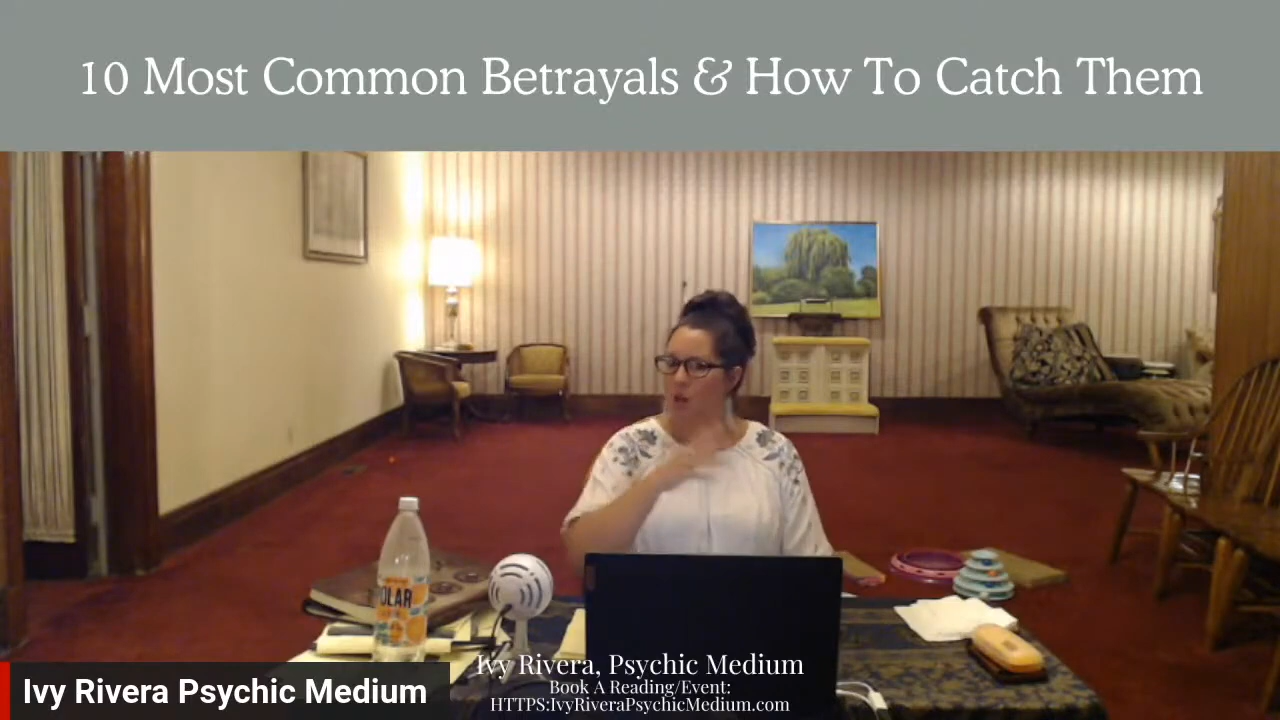 10 Most Common Betrayals & How To Catch Them
OLAR
Ivy Rivera, Psychic Medium
Book A Reading/Event:
HTTPS:IvyRiveraPsychicMedium.com
Ivy Rivera Psychic Medium